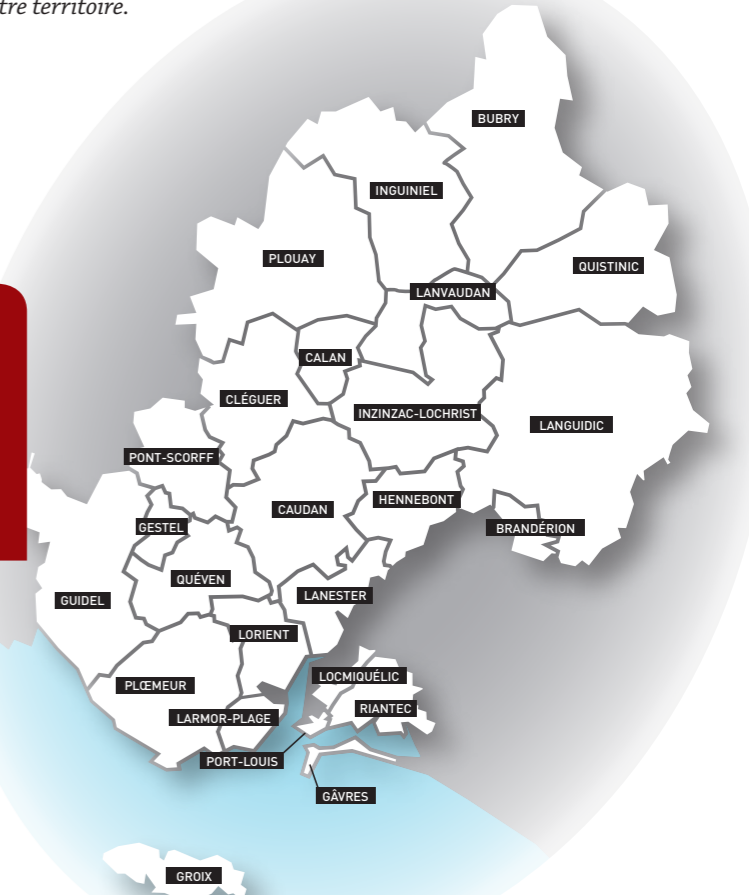 tre territoire.
BUBRY
INGUINIEL
PLOUAY
QUISTINIC
LANVAUDAN
CALAN
CLÉGUER
INZINZAC-LOCHRIST
LANGUIDIC
PONT-SCORFF
HENNEBONT
CAUDAN
GESTEL
BRANDÉRION
QUÉVEN
LANESTER
GUIDEL
LORIENT
LOCMIQUÉLIC
PLŒMEUR
RIANTEC
LARMOR-PLAGE
PORT-LOUIS
GÂVRES
GROIX